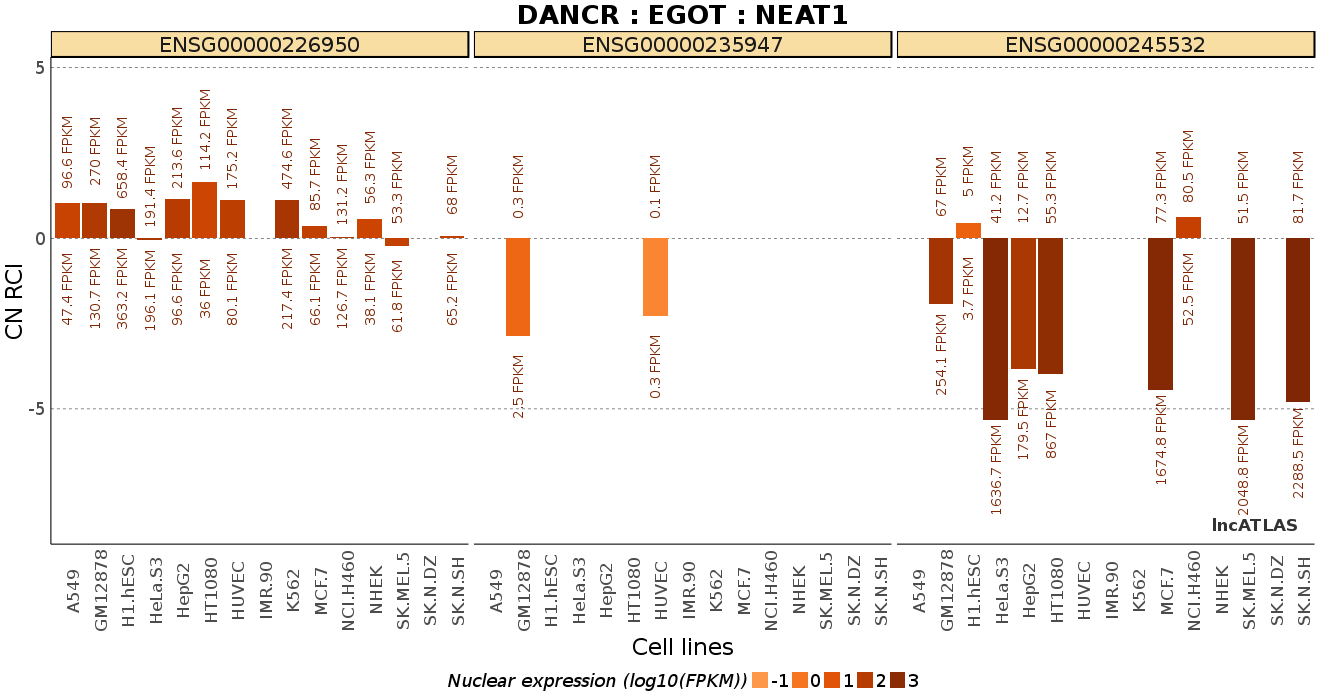 DANCR : EGOT : NEAT1
ENSG00000226950
ENSG00000235947
ENSG00000245532
CN RCI
5
0
-5
96.6 FPKM
270 FPKM
658.4 FPKM
191.4 FPKM
213.6 FPKM
114.2 FPKM
175.2 FPKM
474.6 FPKM
85.7 FPKM
131.2 FPKM
56.3 FPKM
53.3 FPKM
68 FPKM
47.4 FPKM
130.7 FPKM
363.2 FPKM
196.1 FPKM
96.6 FPKM
36 FPKM
80.1 FPKM
217.4 FPKM
66.1 FPKM
126.7 FPKM
38.1 FPKM
61.8 FPKM
65.2 FPKM
0.3 FPKM
0.1 FPKM
2.5 FPKM
0.3 FPKM
67 FPKM
5 FPKM
41.2 FPKM
12.7 FPKM
55.3 FPKM
77.3 FPKM
80.5 FPKM
51.5 FPKM
81.7 FPKM
254.1 FPKM
3.7 FPKM
1636.7 FPKM
179.5 FPKM
867 FPKM
1674.8 FPKM
52.5 FPKM
2048.8 FPKM
2288.5 FPKM
lncATLAS
A549
GM12878
H1.hESC
HeLa.S3
HepG2
HT1080
HUVEC
IMR.90
K562
MCF.7
NCI.H460
NHEK
SK.MEL.5
SK.N.DZ
SK.N.SH
A549
GM12878
H1.hESC
HeLa.S3
HepG2
HT1080
HUVEC
IMR.90
K562
MCF.7
NCI.H460
NHEK
SK.MEL.5
SK.N.DZ
SK.N.SH
A549
GM12878
H1.hESC
HeLa.S3
HepG2
HT1080
HUVEC
IMR.90
K562
MCF.7
NCI.H460
NHEK
SK.MEL.5
SK.N.DZ
SK.N.SH
Cell lines
Nuclear expression (log10(FPKM)) -1 0 1 2 3